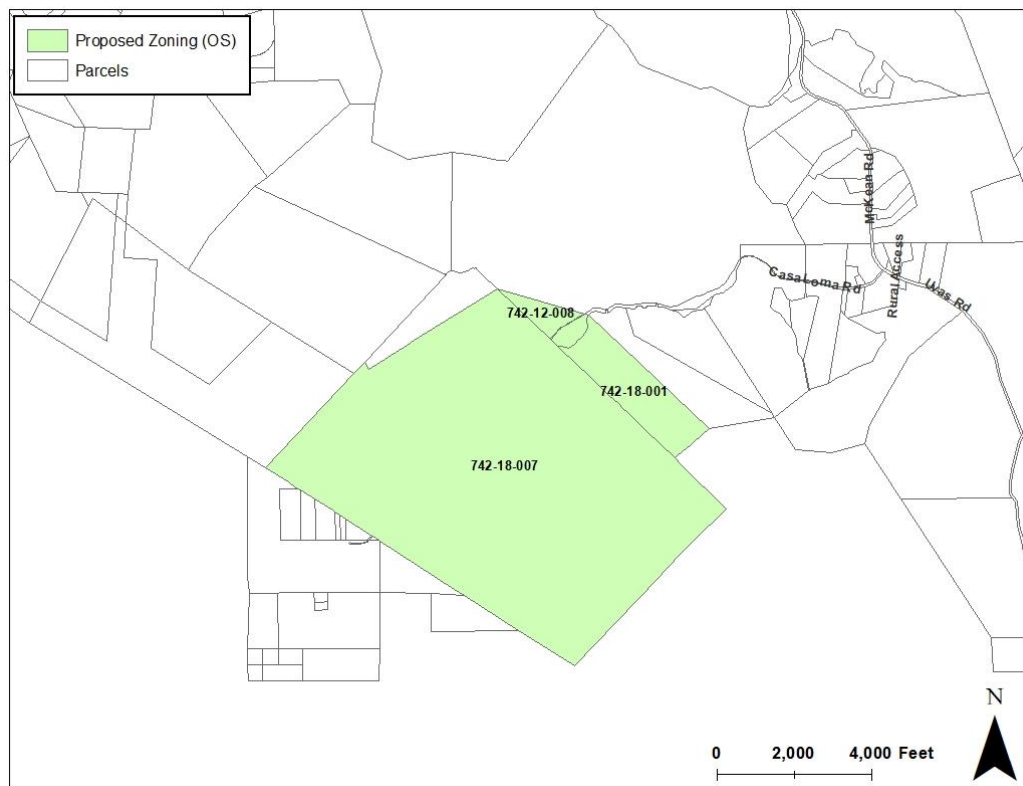 Proposed Zoning (OS)
Parcels
McKean Rd
Casa Loma Rd
Rural Access
Uvas Rd
742-12-008
742-18-001
742-18-007
N
0 2,000 4,000 Feet